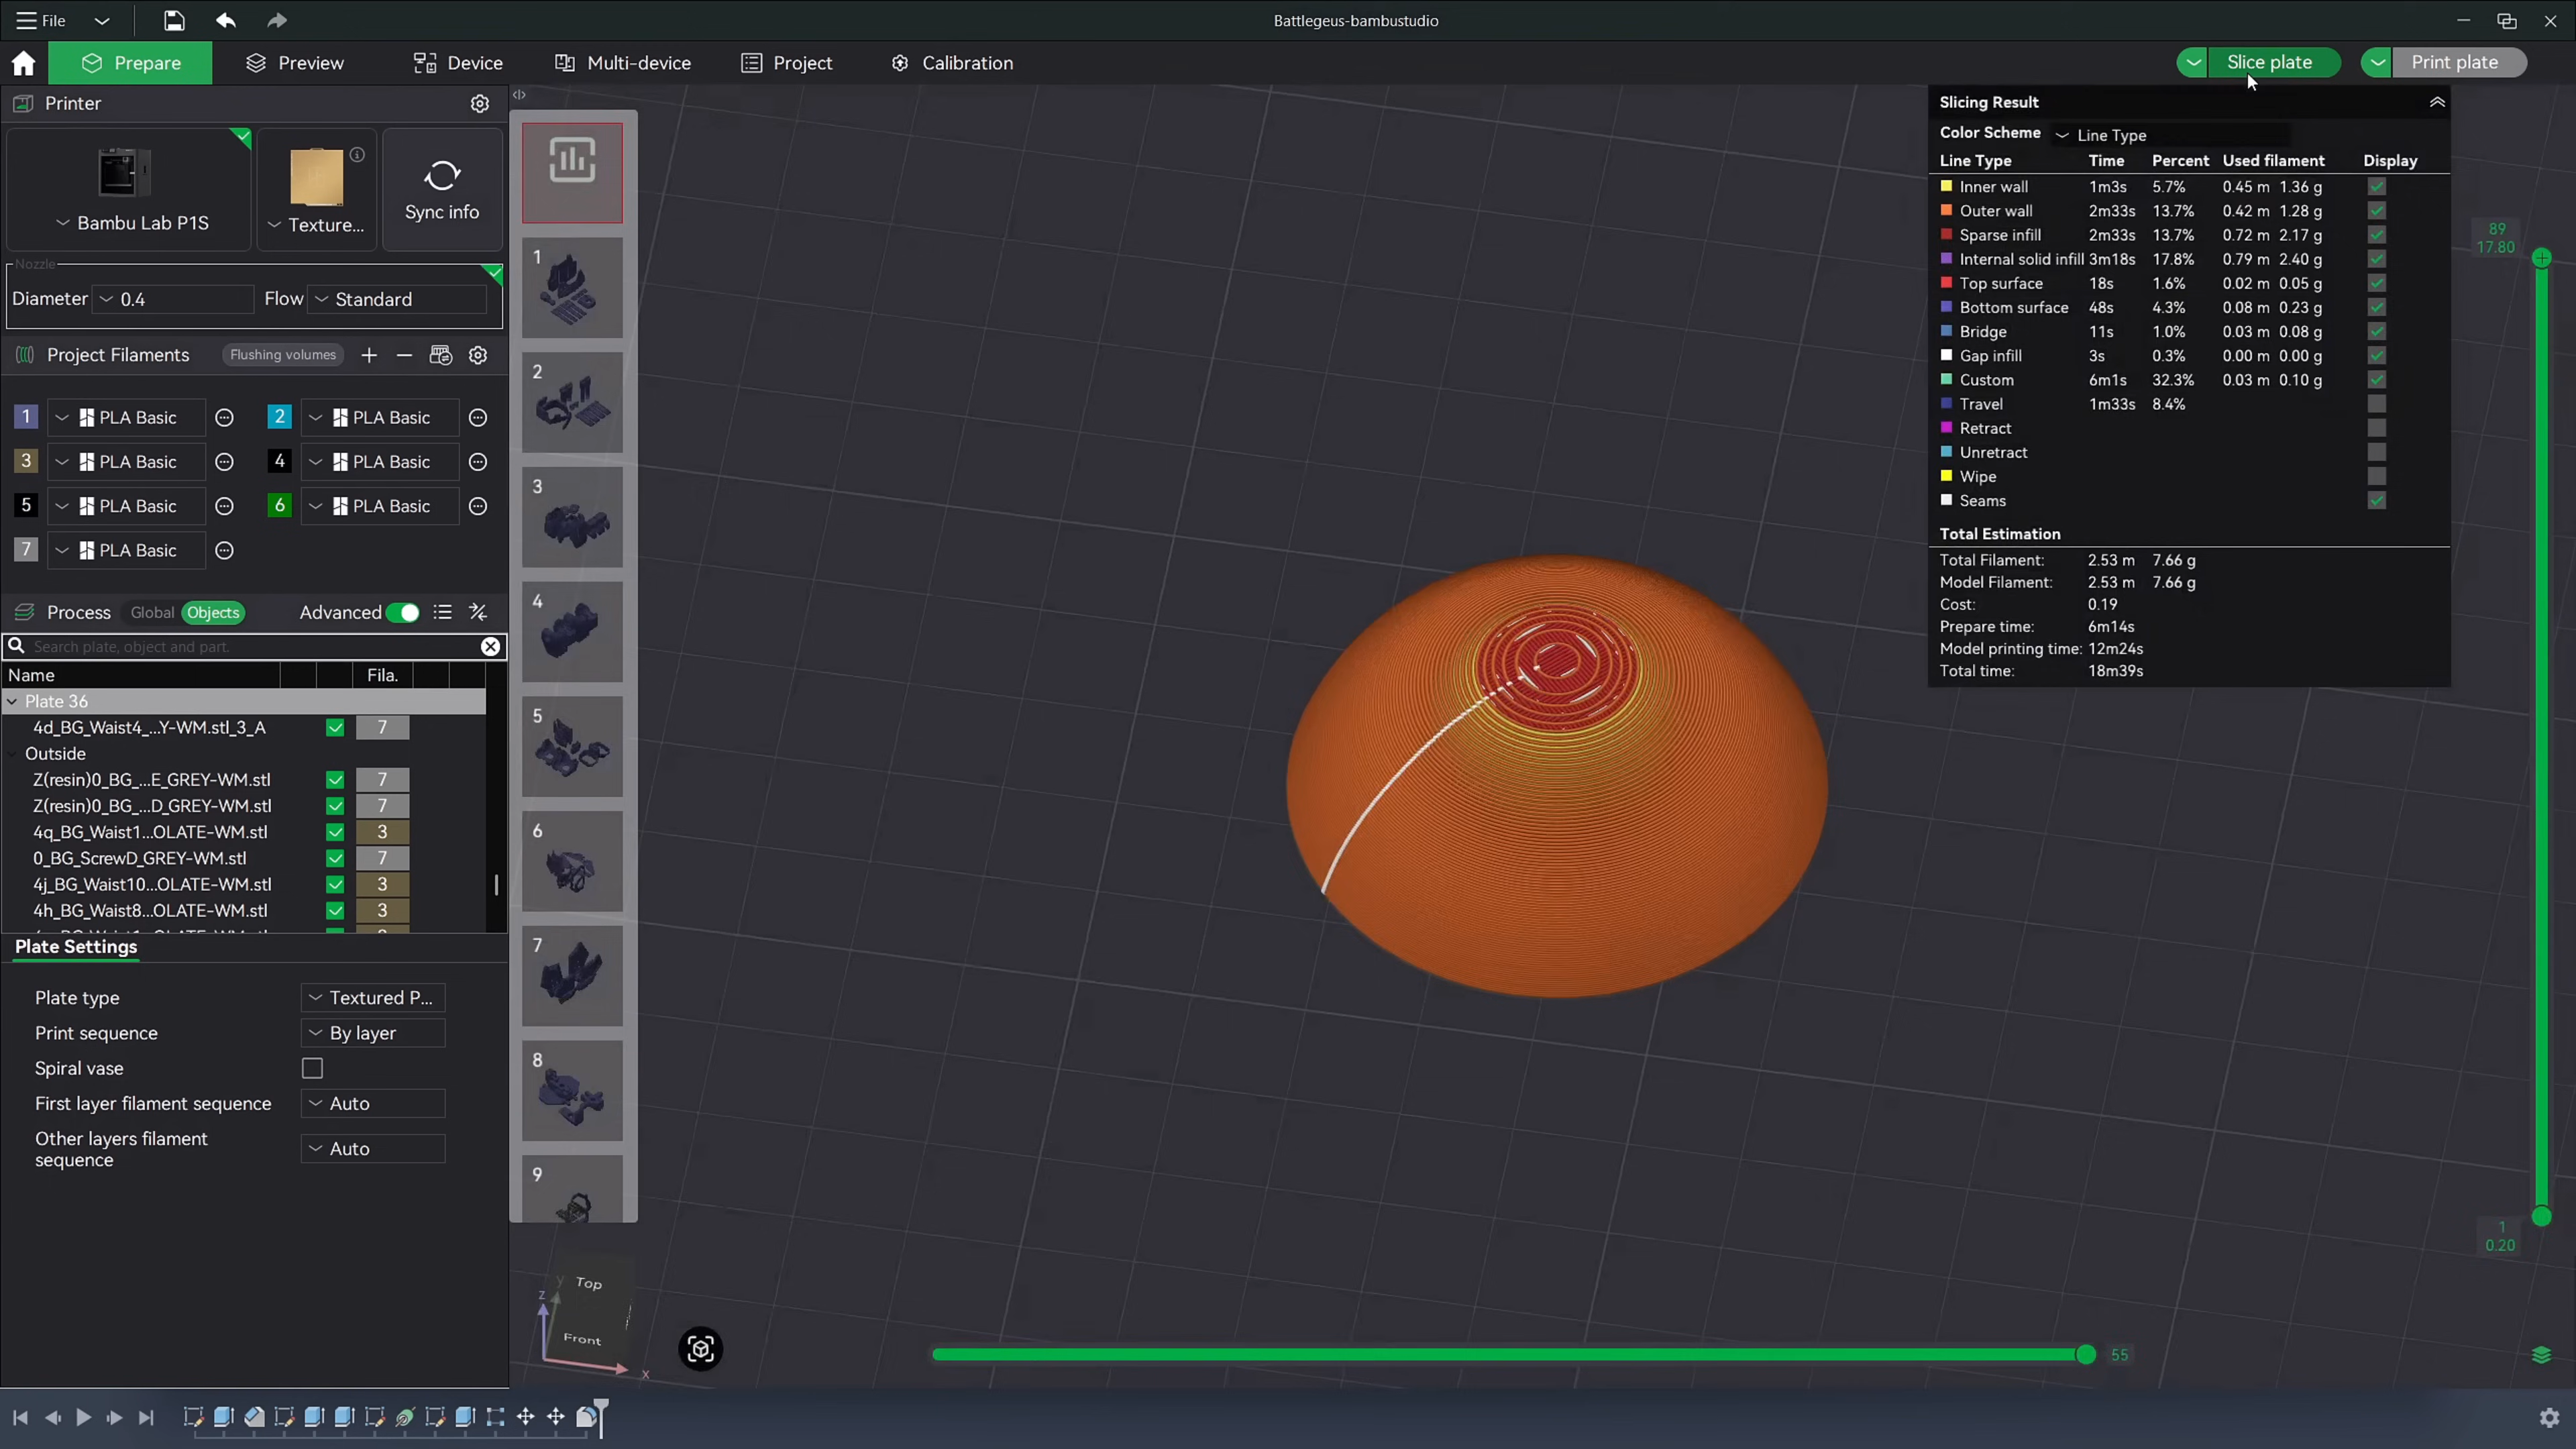 File
Battlegeus-bambustudio
Prepare
Preview
Device
Multi-device
Project
Calibration
Slice plate
Print plate
Printer
Bambu Lab P1S
Texture...
Sync info
Nozzle
Diameter
0.4
Flow
Standard
Project Filaments
Flushing volumes
1 PLA Basic
2 PLA Basic
3 PLA Basic
4 PLA Basic
5 PLA Basic
6 PLA Basic
7 PLA Basic
Process
Global
Objects
Advanced
Search plate, object and part.
Name Fila.
Plate 36
4d_BG_Waist4_...Y-WM.stl_3_A 7
Outside
Z(resin)0_BG_...E_GREY-WM.stl 7
Z(resin)0_BG_...D_GREY-WM.stl 7
4q_BG_Waist1...OLATE-WM.stl 3
0_BG_ScrewD_GREY-WM.stl 7
4j_BG_Waist10...OLATE-WM.stl 3
4h_BG_Waist8...OLATE-WM.stl 3
Plate Settings
Plate type Textured P...
Print sequence By layer
Spiral vase
First layer filament sequence Auto
Other layers filament
sequence
Auto
1
2
3
4
5
6
7
8
9
Slicing Result
Color Scheme Line Type
Line Type Time Percent Used filament Display
Inner wall 1m3s 5.7% 0.45 m 1.36 g
Outer wall 2m33s 13.7% 0.42 m 1.28 g
Sparse infill 2m33s 13.7% 0.72 m 2.17 g
Internal solid infill 3m18s 17.8% 0.79 m 2.40 g
Top surface 18s 1.6% 0.02 m 0.05 g
Bottom surface 48s 4.3% 0.08 m 0.23 g
Bridge 11s 1.0% 0.03 m 0.08 g
Gap infill 3s 0.3% 0.00 m 0.00 g
Custom 6m1s 32.3% 0.03 m 0.10 g
Travel 1m33s 8.4%
Retract
Unretract
Wipe
Seams
Total Estimation
Total Filament: 2.53 m 7.66 g
Model Filament: 2.53 m 7.66 g
Cost: 0.19
Prepare time: 6m14s
Model printing time: 12m24s
Total time: 18m39s
89
17.80
1
0.20
Top
Front
z
y
x
55